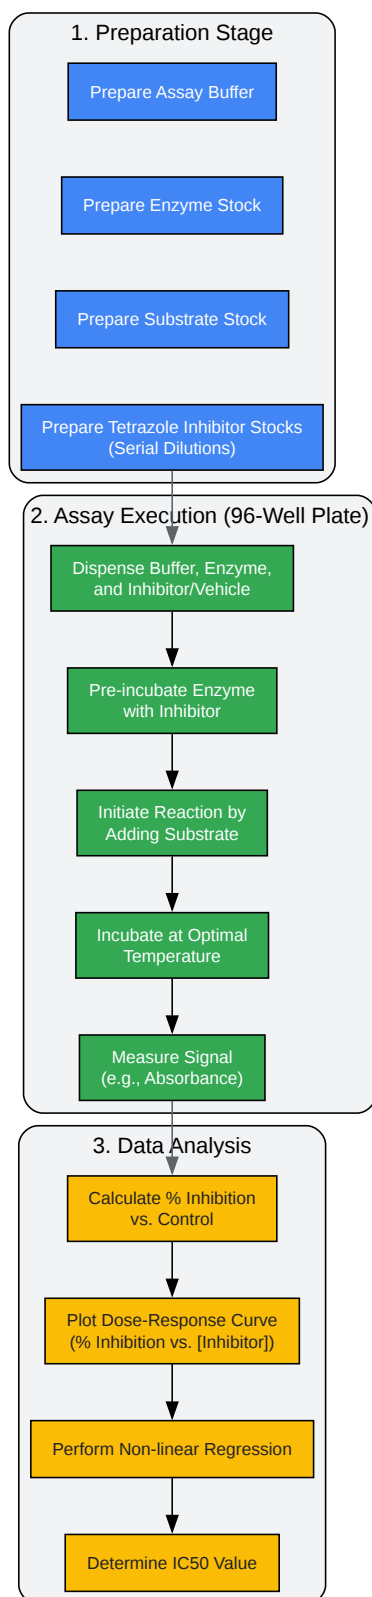 1. Preparation Stage
Prepare Assay Buffer
Prepare Enzyme Stock
Prepare Substrate Stock
Prepare Tetrazole Inhibitor Stocks
(Serial Dilutions)
2. Assay Execution (96-Well Plate)
Dispense Buffer, Enzyme,
and Inhibitor/Vehicle
Pre-incubate Enzyme
with Inhibitor
Initiate Reaction by
Adding Substrate
Incubate at Optimal
Temperature
Measure Signal
(e.g., Absorbance)
3. Data Analysis
Calculate % Inhibition
vs. Control
Plot Dose-Response Curve
(% Inhibition vs. [Inhibitor])
Perform Non-linear Regression
Determine IC50 Value